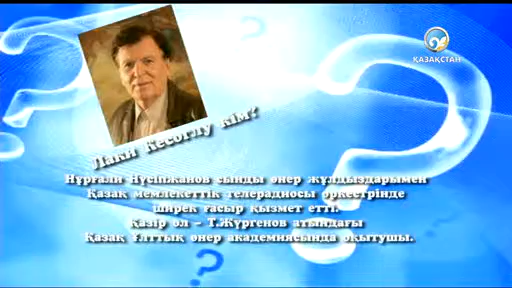 ҚАЗАҚСТАН
Лаки Кесоглу кім?
Нұрғали Нүсіпжанов сынды өнер жұлдыздарымен
Қазақ мемлекеттік телерадиосы оркестрінде
ширек ғасыр қызмет етті.
Қазір ол – Т.Жүргенов атындағы
Қазақ Ұлттық өнер академиясында оқытушы.